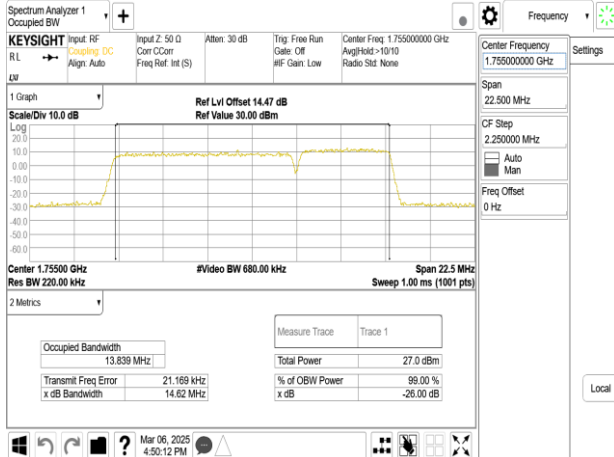 Spectrum Analyzer 1
Occupied BW
Frequency
KEYSIGHT
RL
Input: RF
Coupling: DC
Align: Auto
Input Z: 50 Ω
Corr CCorr
Freq Ref: Int (S)
Atten: 30 dB
Trig: Free Run
Gate: Off
#IF Gain: Low
Center Freq: 1.755000000 GHz
Avg|Hold:>10/10
Radio Std: None
Center Frequency
1.755000000 GHz
Settings
Span
22.500 MHz
CF Step
2.250000 MHz
Auto
Man
Freq Offset
0 Hz
Local
1 Graph
Scale/Div 10.0 dB
Ref Lvl Offset 14.47 dB
Ref Value 30.00 dBm
Log
20.0
10.0
0.00
-10.0
-20.0
-30.0
-40.0
-50.0
-60.0
Center 1.75500 GHz
Res BW 220.00 kHz
#Video BW 680.00 kHz
Span 22.5 MHz
Sweep 1.00 ms (1001 pts)
2 Metrics
Measure Trace
Trace 1
Occupied Bandwidth
13.839 MHz
Total Power
27.0 dBm
Transmit Freq Error
21.169 kHz
% of OBW Power
99.00 %
x dB Bandwidth
14.62 MHz
x dB
-26.00 dB
?
Mar 06, 2025
4:50:12 PM